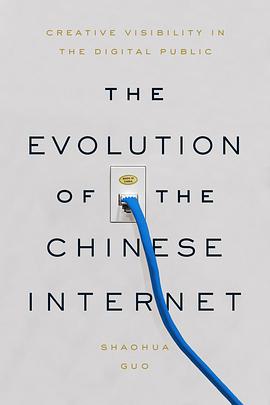 CREATIVE VISIBILITY IN
THE DIGITAL PUBLIC
THE
EVOLUTION
OF THE
CHINESE
INTERNET
SHAOHUA
GUO